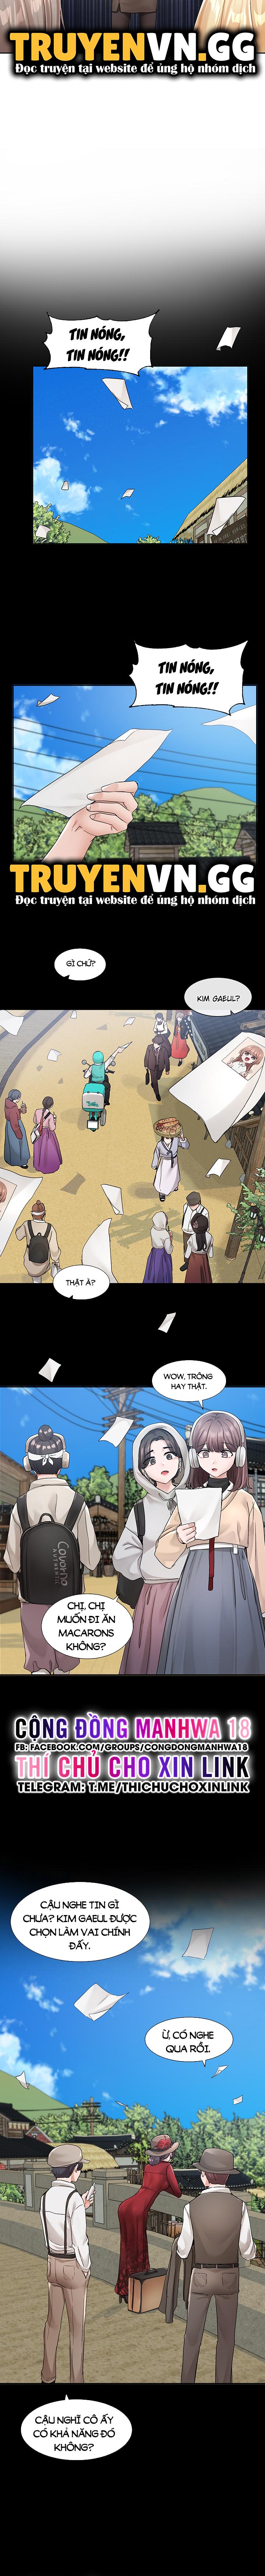 TRUYENVN.GG
Đọc truyện tại website để ủng hộ nhóm dịch
TIN NÓNG,
TIN NÓNG!!
TIN NÓNG,
TIN NÓNG!!
TRUYENVN.GG
Đọc truyện tại website để ủng hộ nhóm dịch
GÌ CHỨ?
KIM GAEUL?
THẬT À?
WOW, TRÔNG
HAY THẬT.
CHỊ, CHỊ
MUỐN ĐI ĂN
MACARONS
KHÔNG?
CỘNG ĐỒNG MANHWA 18
FB: FACEBOOK.COM/GROUPS/CONGDONGMANHWA18
THÍ CHỦ CHO XIN LINK
TELEGRAM: T.ME/THICHUCHOXINLINK
CẬU NGHE TIN GÌ
CHƯA? KIM GAEUL ĐƯỢC
CHỌN LÀM VAI CHÍNH
ĐẤY.
Ừ, CÓ NGHE
QUA RỒI.
CẬU NGHĨ CÔ ẤY
CÓ KHẢ NĂNG ĐÓ
KHÔNG?